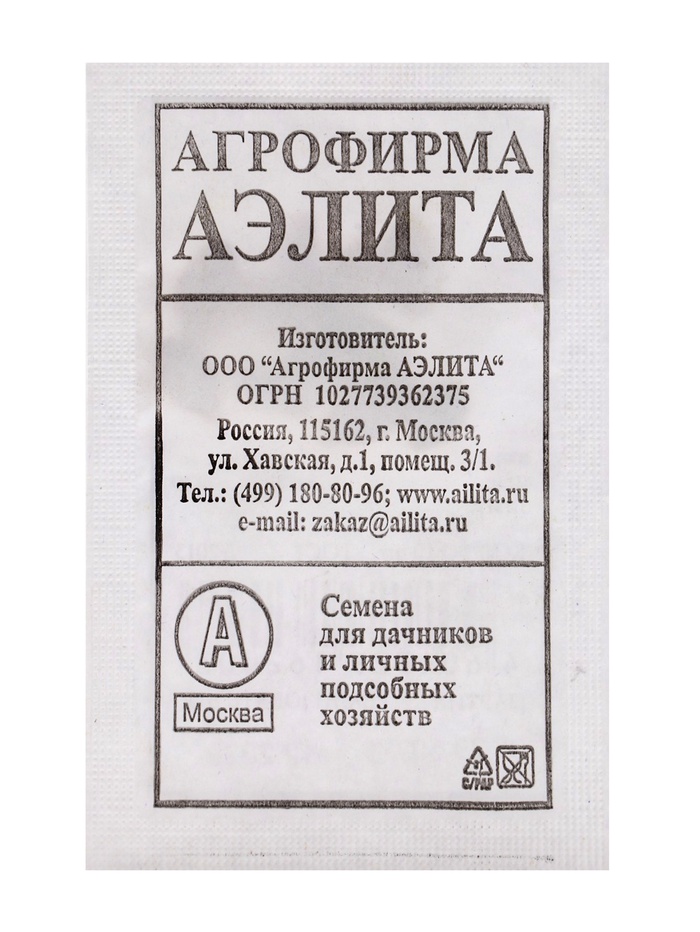 АГРОФИРМА
АЭЛИТА
Изготовитель:
ООО “Агрофирма АЭЛИТА“
ОГРН 1027739362375
Россия, 115162, г. Москва,
ул. Хавская, д.1, помещ. 3/1.
Тел.: (499) 180-80-96; www.ailita.ru
e-mail: zakaz@ailita.ru
А
Москва
Семена
для дачников
и личных
подсобных
хозяйств
C/PAP